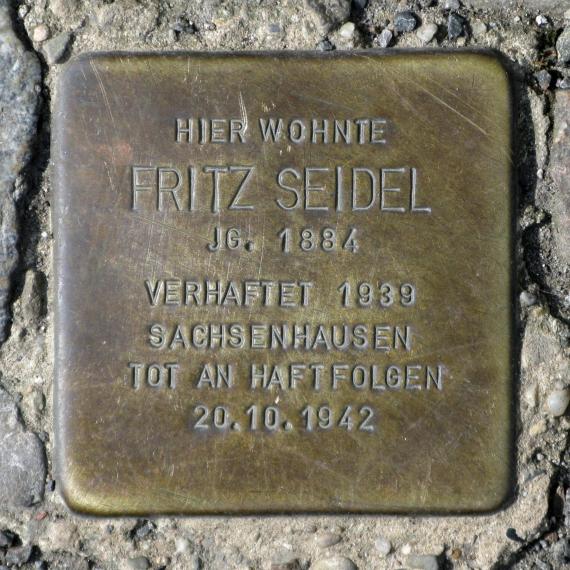 HIER WOHNTE
FRITZ SEIDEL
JG. 1884
VERHAFTET 1939
SACHSENHAUSEN
TOT AN HAFTFOLGEN
20.10.1942